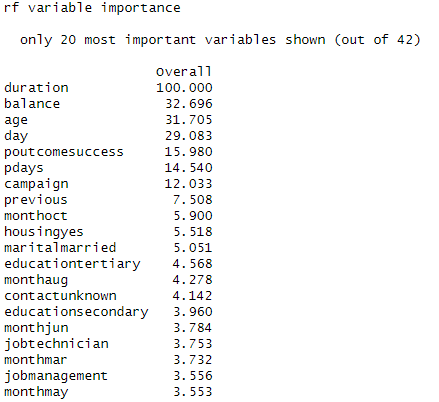 rf variable importance
only 20 most important variables shown (out of 42)
Overall
duration 100.000
balance 32.696
age 31.705
day 29.083
poutcomesuccess 15.980
pdays 14.540
campaign 12.033
previous 7.508
monthoct 5.900
housingyes 5.518
maritalmarried 5.051
educationtertiary 4.568
monthaug 4.278
contactunknown 4.142
educationsecondary 3.960
monthjun 3.784
jobtechnician 3.753
monthmar 3.732
jobmanagement 3.556
monthmay 3.553